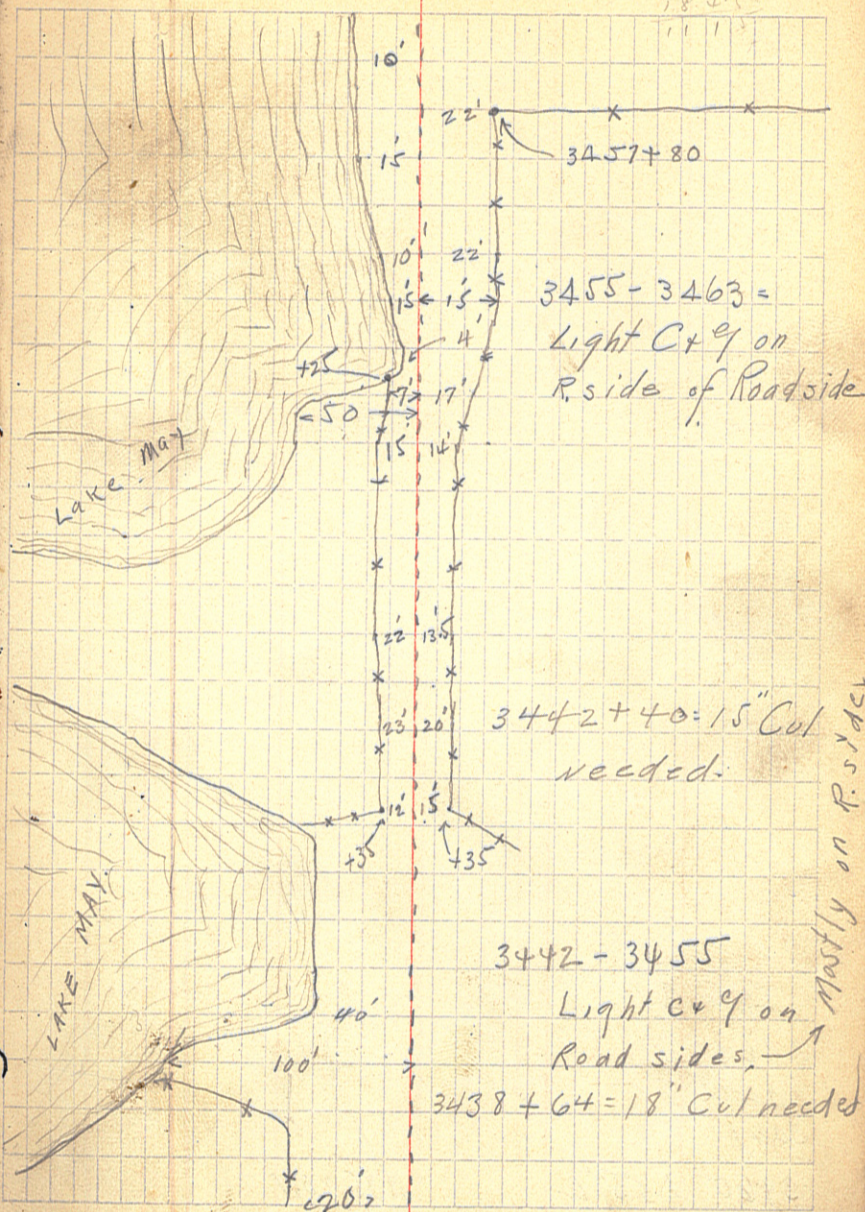 10'
22'
3457+80
15'
10'
22'
15'
15'
3455-3463=
Light C & G on
R. side of Roadside
4'
+25
7'
17'
50
15'
14'
Lake May
22'
13.5
23'
20'
3442+40=15" Cul
needed.
12'
15'
+35
+35
LAKE MAY.
3442-3455
Light C & G on
Road sides.
Mostly on R. side
40'
100'
3438+64=18" Cul needed
20'